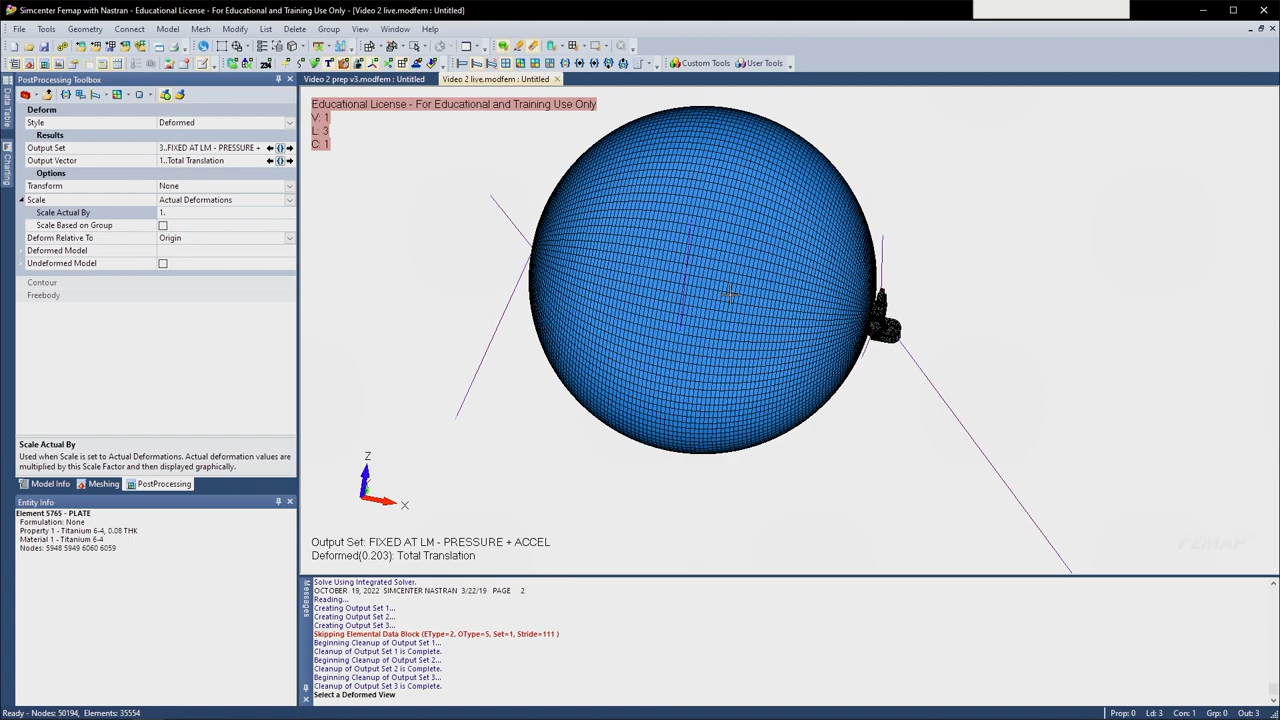 Simcenter Femap with Nastran - Educational License - For Educational and Training Use Only - [Video 2 live.modfem : Untitled]
File Tools Geometry Connect Model Mesh Modify List Delete Group View Window Help
Custom Tools User Tools
PostProcessing Toolbox
Video 2 prep v3.modfem : Untitled Video 2 live.modfem : Untitled
Data Table
Charting
Deform
Style Deformed
Results
Output Set 3..FIXED AT LM - PRESSURE +
Output Vector 1..Total Translation
Options
Transform None
Scale Actual Deformations
Scale Actual By 1.
Scale Based on Group
Deform Relative To Origin
Deformed Model
Undeformed Model
Contour
Freebody
Scale Actual By
Used when Scale is set to Actual Deformations. Actual deformation values are
multiplied by this Scale Factor and then displayed graphically.
Model Info Meshing PostProcessing
Entity Info
Element 5765 - PLATE
Formulation: None
Property 1 - Titanium 6-4, 0.08 THK
Material 1 - Titanium 6-4
Nodes: 5948 5949 6060 6059
Educational License - For Educational and Training Use Only
V: 1
L: 3
C: 1
Z
X
Output Set: FIXED AT LM - PRESSURE + ACCEL
Deformed(0.203): Total Translation
FEMAP
Messages
Solve Using Integrated Solver.
OCTOBER 19, 2022 SIMCENTER NASTRAN 3/22/19 PAGE 2
Reading...
Creating Output Set 1...
Creating Output Set 2...
Creating Output Set 3...
Skipping Elemental Data Block (EType=2, OType=5, Set=1, Stride=111 )
Beginning Cleanup of Output Set 1...
Cleanup of Output Set 1 is Complete.
Beginning Cleanup of Output Set 2...
Cleanup of Output Set 2 is Complete.
Beginning Cleanup of Output Set 3...
Cleanup of Output Set 3 is Complete.
Select a Deformed View
Ready - Nodes: 50194, Elements: 35554
Prop: 0 Ld: 3 Con: 1 Grp: 0 Out: 3